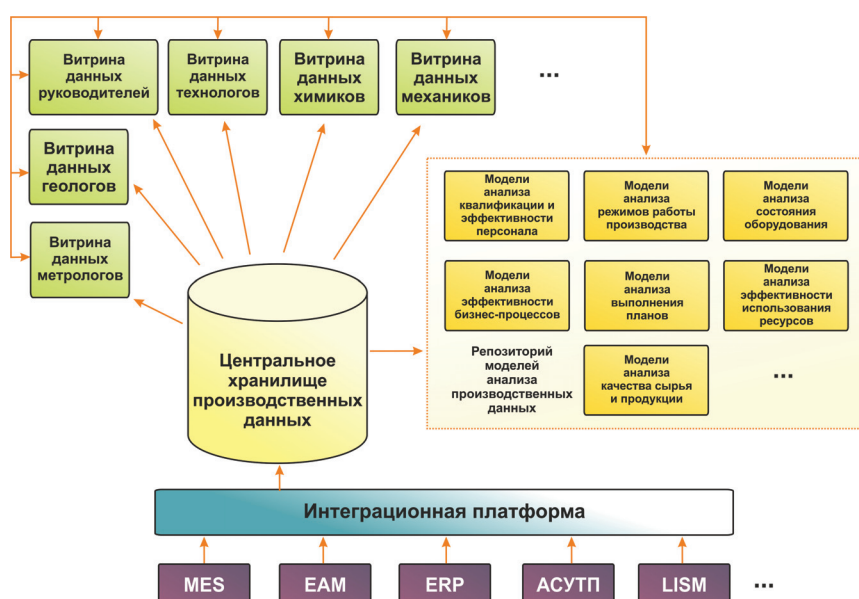 Витрина
данных
руководителей
Витрина
данных
технологов
Витрина
данных
химиков
Витрина
данных
механиков
...
Витрина
данных
геологов
Витрина
данных
метрологов
Модели
анализа
квалификации и
эффективности
персонала
Модели
анализа
режимов работы
производства
Модели
анализа
состояния
оборудования
Модели
анализа
эффективности
бизнес-процессов
Модели
анализа
выполнения
планов
Модели
анализа
эффективности
использования
ресурсов
Репозиторий
моделей
анализа
производственных
данных
Модели
анализа
качества сырья
и продукции
...
Центральное
хранилище
производственных
данных
Интеграционная платформа
MES
EAM
ERP
АСУТП
LISM
...